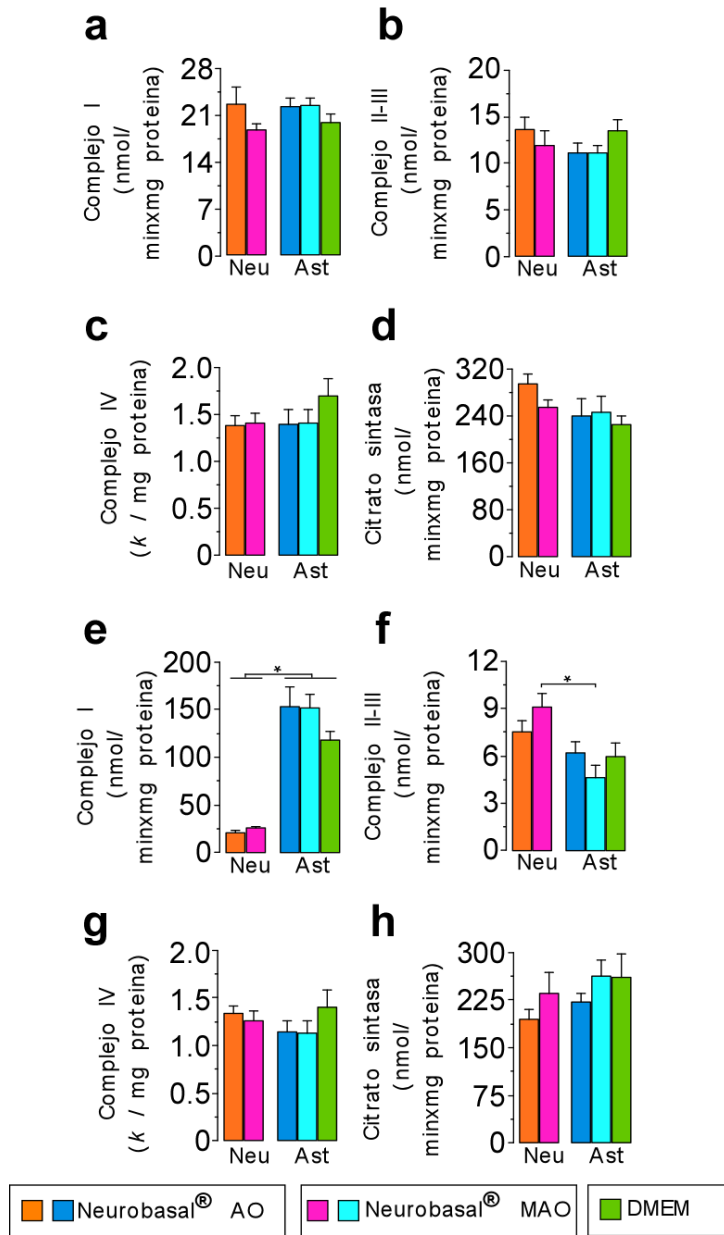 a
Complejo I
(nmol/
minxmg proteina)
28
21
14
7
0
Neu Ast
b
Complejo II-III
(nmol/
minxmg proteina)
20
15
13
10
5
0
Neu Ast
c
Complejo IV
(k / mg proteina)
2.0
1.5
1.0
0.5
0
Neu Ast
d
Citrato sintasa
(nmol/
minxmg proteina)
320
240
160
80
0
Neu Ast
e
Complejo I
(nmol/
minxmg proteina)
200
150
100
50
0
*
Neu Ast
f
Complejo II-III
(nmol/
minxmg proteina)
12
9
6
3
0
*
Neu Ast
g
Complejo IV
(k / mg proteina)
2.0
1.5
1.0
0.5
0
Neu Ast
h
Citrato sintasa
(nmol/
minxmg proteina)
300
225
150
75
0
Neu Ast
Neurobasal® AO Neurobasal® MAO DMEM